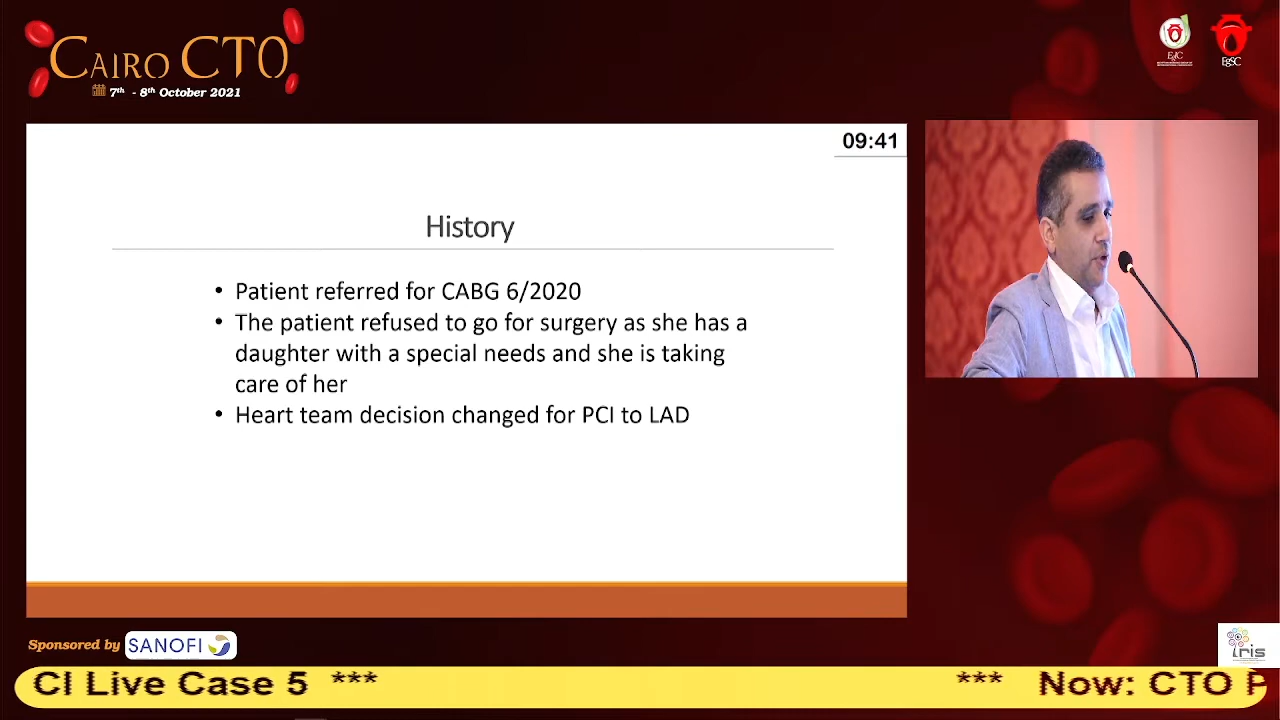 CAIRO CTO
7th - 8th October 2021
EgSC
09:41
History
• Patient referred for CABG 6/2020
• The patient refused to go for surgery as she has a
daughter with a special needs and she is taking
care of her
• Heart team decision changed for PCI to LAD
Sponsored by SANOFI
iris
CI Live Case 5 *** *** Now: CTO P